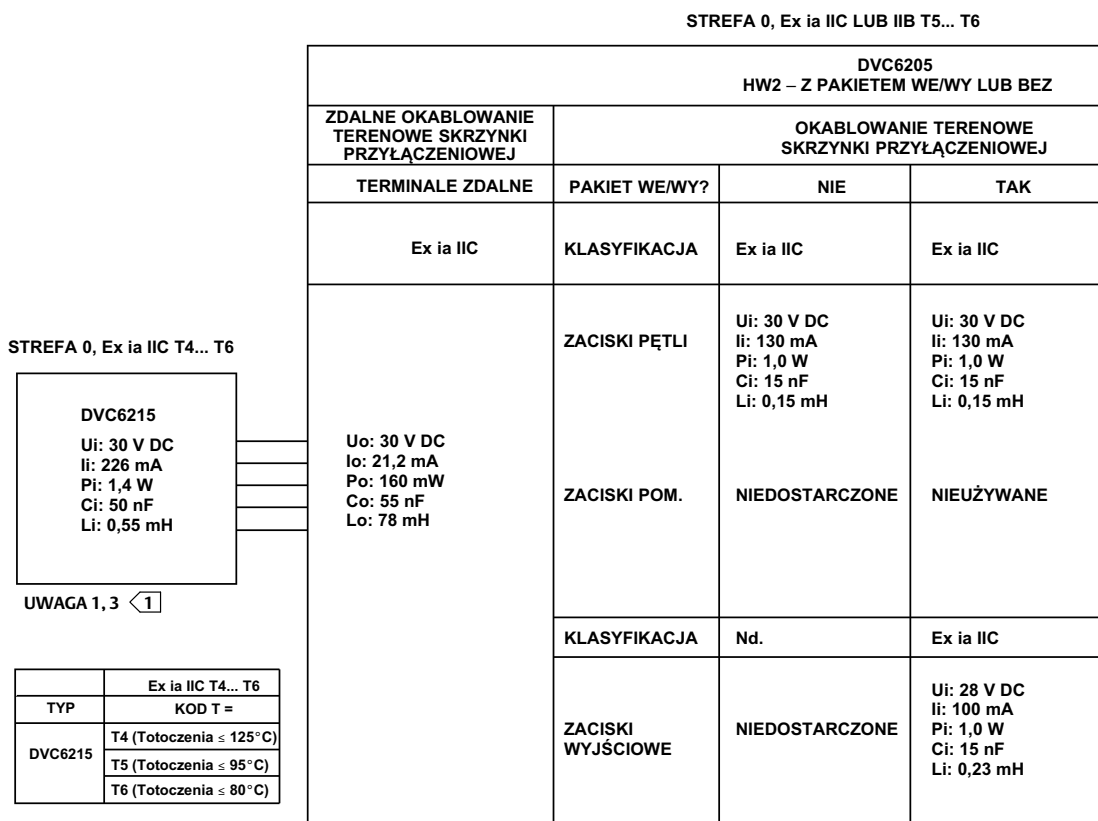 STREFA 0, Ex ia IIC LUB IIB T5... T6
DVC6205
HW2 – Z PAKIETEM WE/WY LUB BEZ
ZDALNE OKABLOWANIE
TERENOWE SKRZYNKI
PRZYŁĄCZENIOWEJ
OKABLOWANIE TERENOWE
SKRZYNKI PRZYŁĄCZENIOWEJ
TERMINALE ZDALNE
PAKIET WE/WY?
NIE
TAK
Ex ia IIC
KLASYFIKACJA
Ex ia IIC
Ex ia IIC
STREFA 0, Ex ia IIC T4... T6
DVC6215
Ui: 30 V DC
Ii: 226 mA
Pi: 1,4 W
Ci: 50 nF
Li: 0,55 mH
UWAGA 1, 3 1
Uo: 30 V DC
Io: 21,2 mA
Po: 160 mW
Co: 55 nF
Lo: 78 mH
ZACISKI PĘTLI
Ui: 30 V DC
Ii: 130 mA
Pi: 1,0 W
Ci: 15 nF
Li: 0,15 mH
Ui: 30 V DC
Ii: 130 mA
Pi: 1,0 W
Ci: 15 nF
Li: 0,15 mH
ZACISKI POM.
NIEDOSTARCZONE
NIEUŻYWANE
KLASYFIKACJA
Nd.
Ex ia IIC
ZACISKI
WYJŚCIOWE
NIEDOSTARCZONE
Ui: 28 V DC
Ii: 100 mA
Pi: 1,0 W
Ci: 15 nF
Li: 0,23 mH
Ex ia IIC T4... T6
TYP
KOD T =
DVC6215
T4 (Totoczenia ≤ 125°C)
T5 (Totoczenia ≤ 95°C)
T6 (Totoczenia ≤ 80°C)